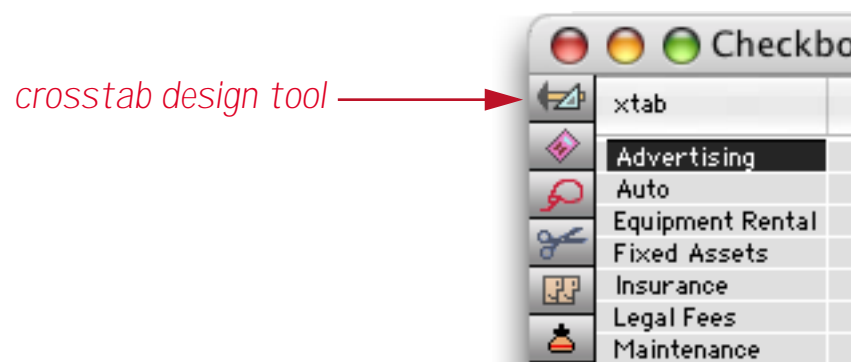 Checkbo
crosstab design tool
xtab
Advertising
Auto
Equipment Rental
Fixed Assets
Insurance
Legal Fees
Maintenance